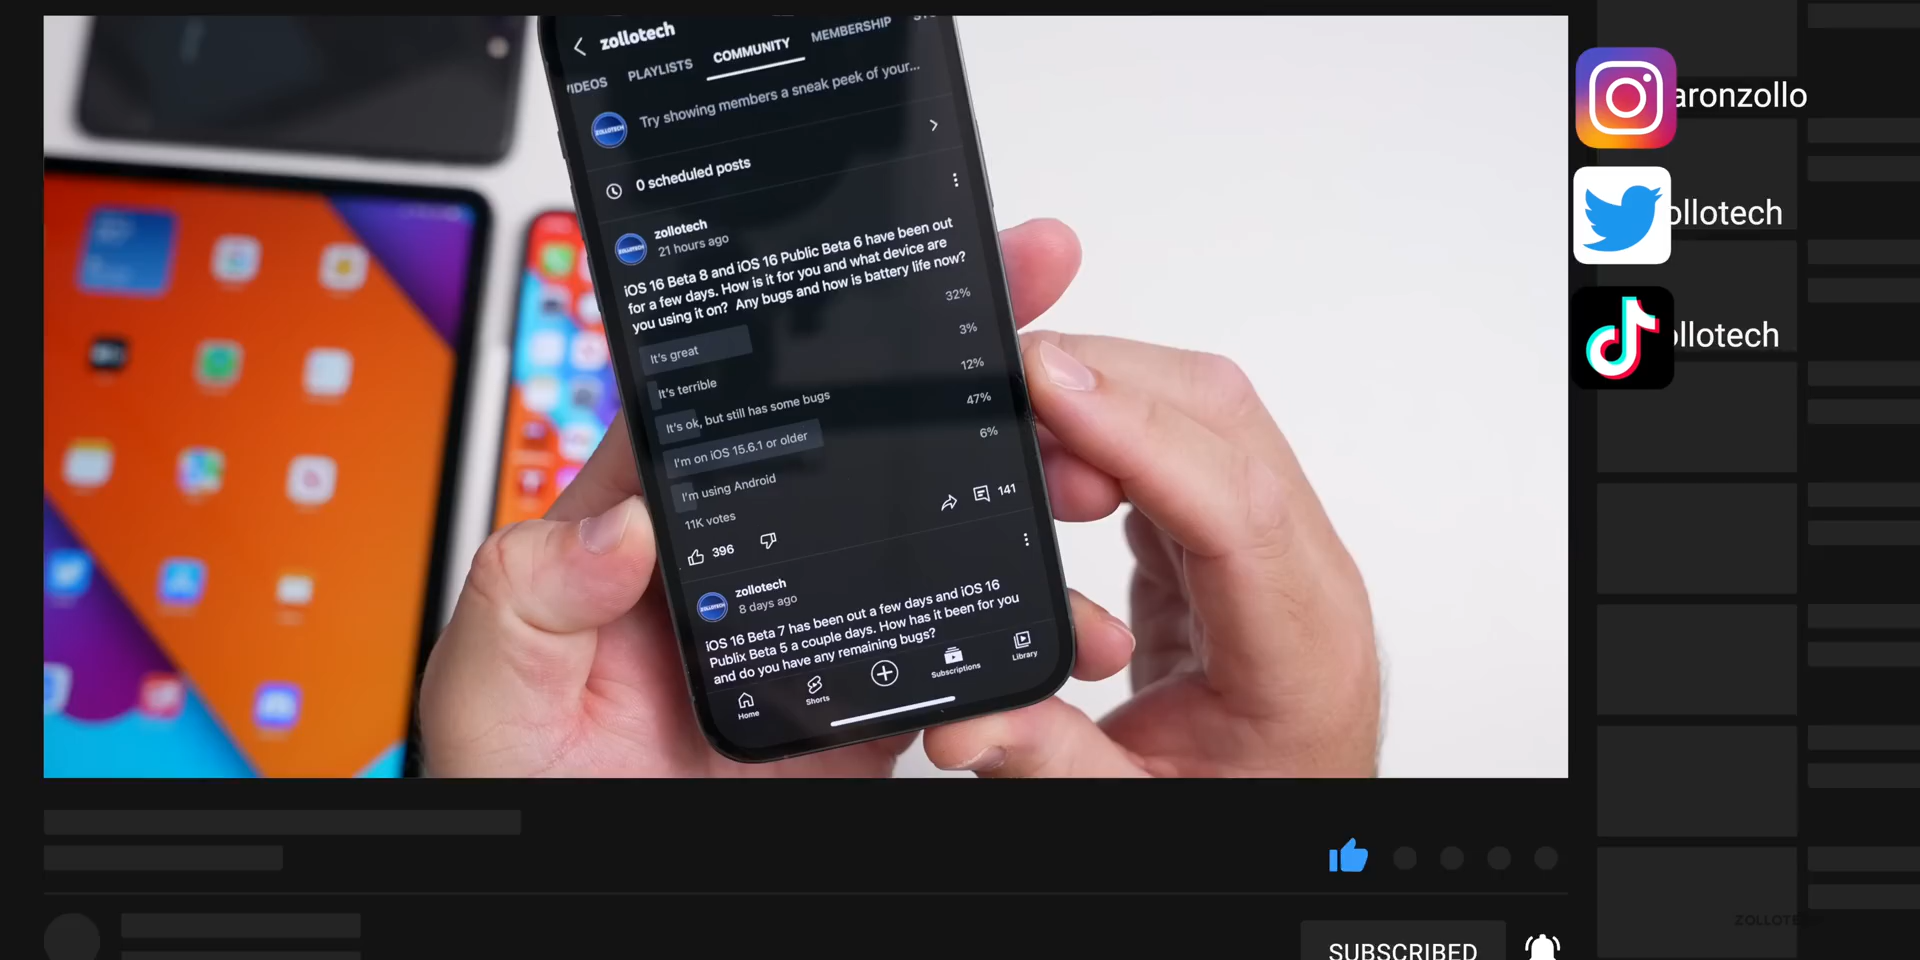 zollotech
VIDEOS PLAYLISTS COMMUNITY MEMBERSHIP
Try showing members a sneak peek of your...
0 scheduled posts
zollotech
21 hours ago
iOS 16 Beta 8 and iOS 16 Public Beta 6 have been out
for a few days. How is it for you and what device are
you using it on? Any bugs and how is battery life now?
It's great 32%
It's terrible 3%
It's ok, but still has some bugs 12%
I'm on iOS 15.6.1 or older 47%
I'm using Android 6%
11K votes
396
141
zollotech
8 days ago
iOS 16 Beta 7 has been out a few days and iOS 16
Publix Beta 5 a couple days. How has it been for you
and do you have any remaining bugs?
Home Shorts Subscriptions Library
aronzollo
ollotech
ollotech
SUBSCRIBED